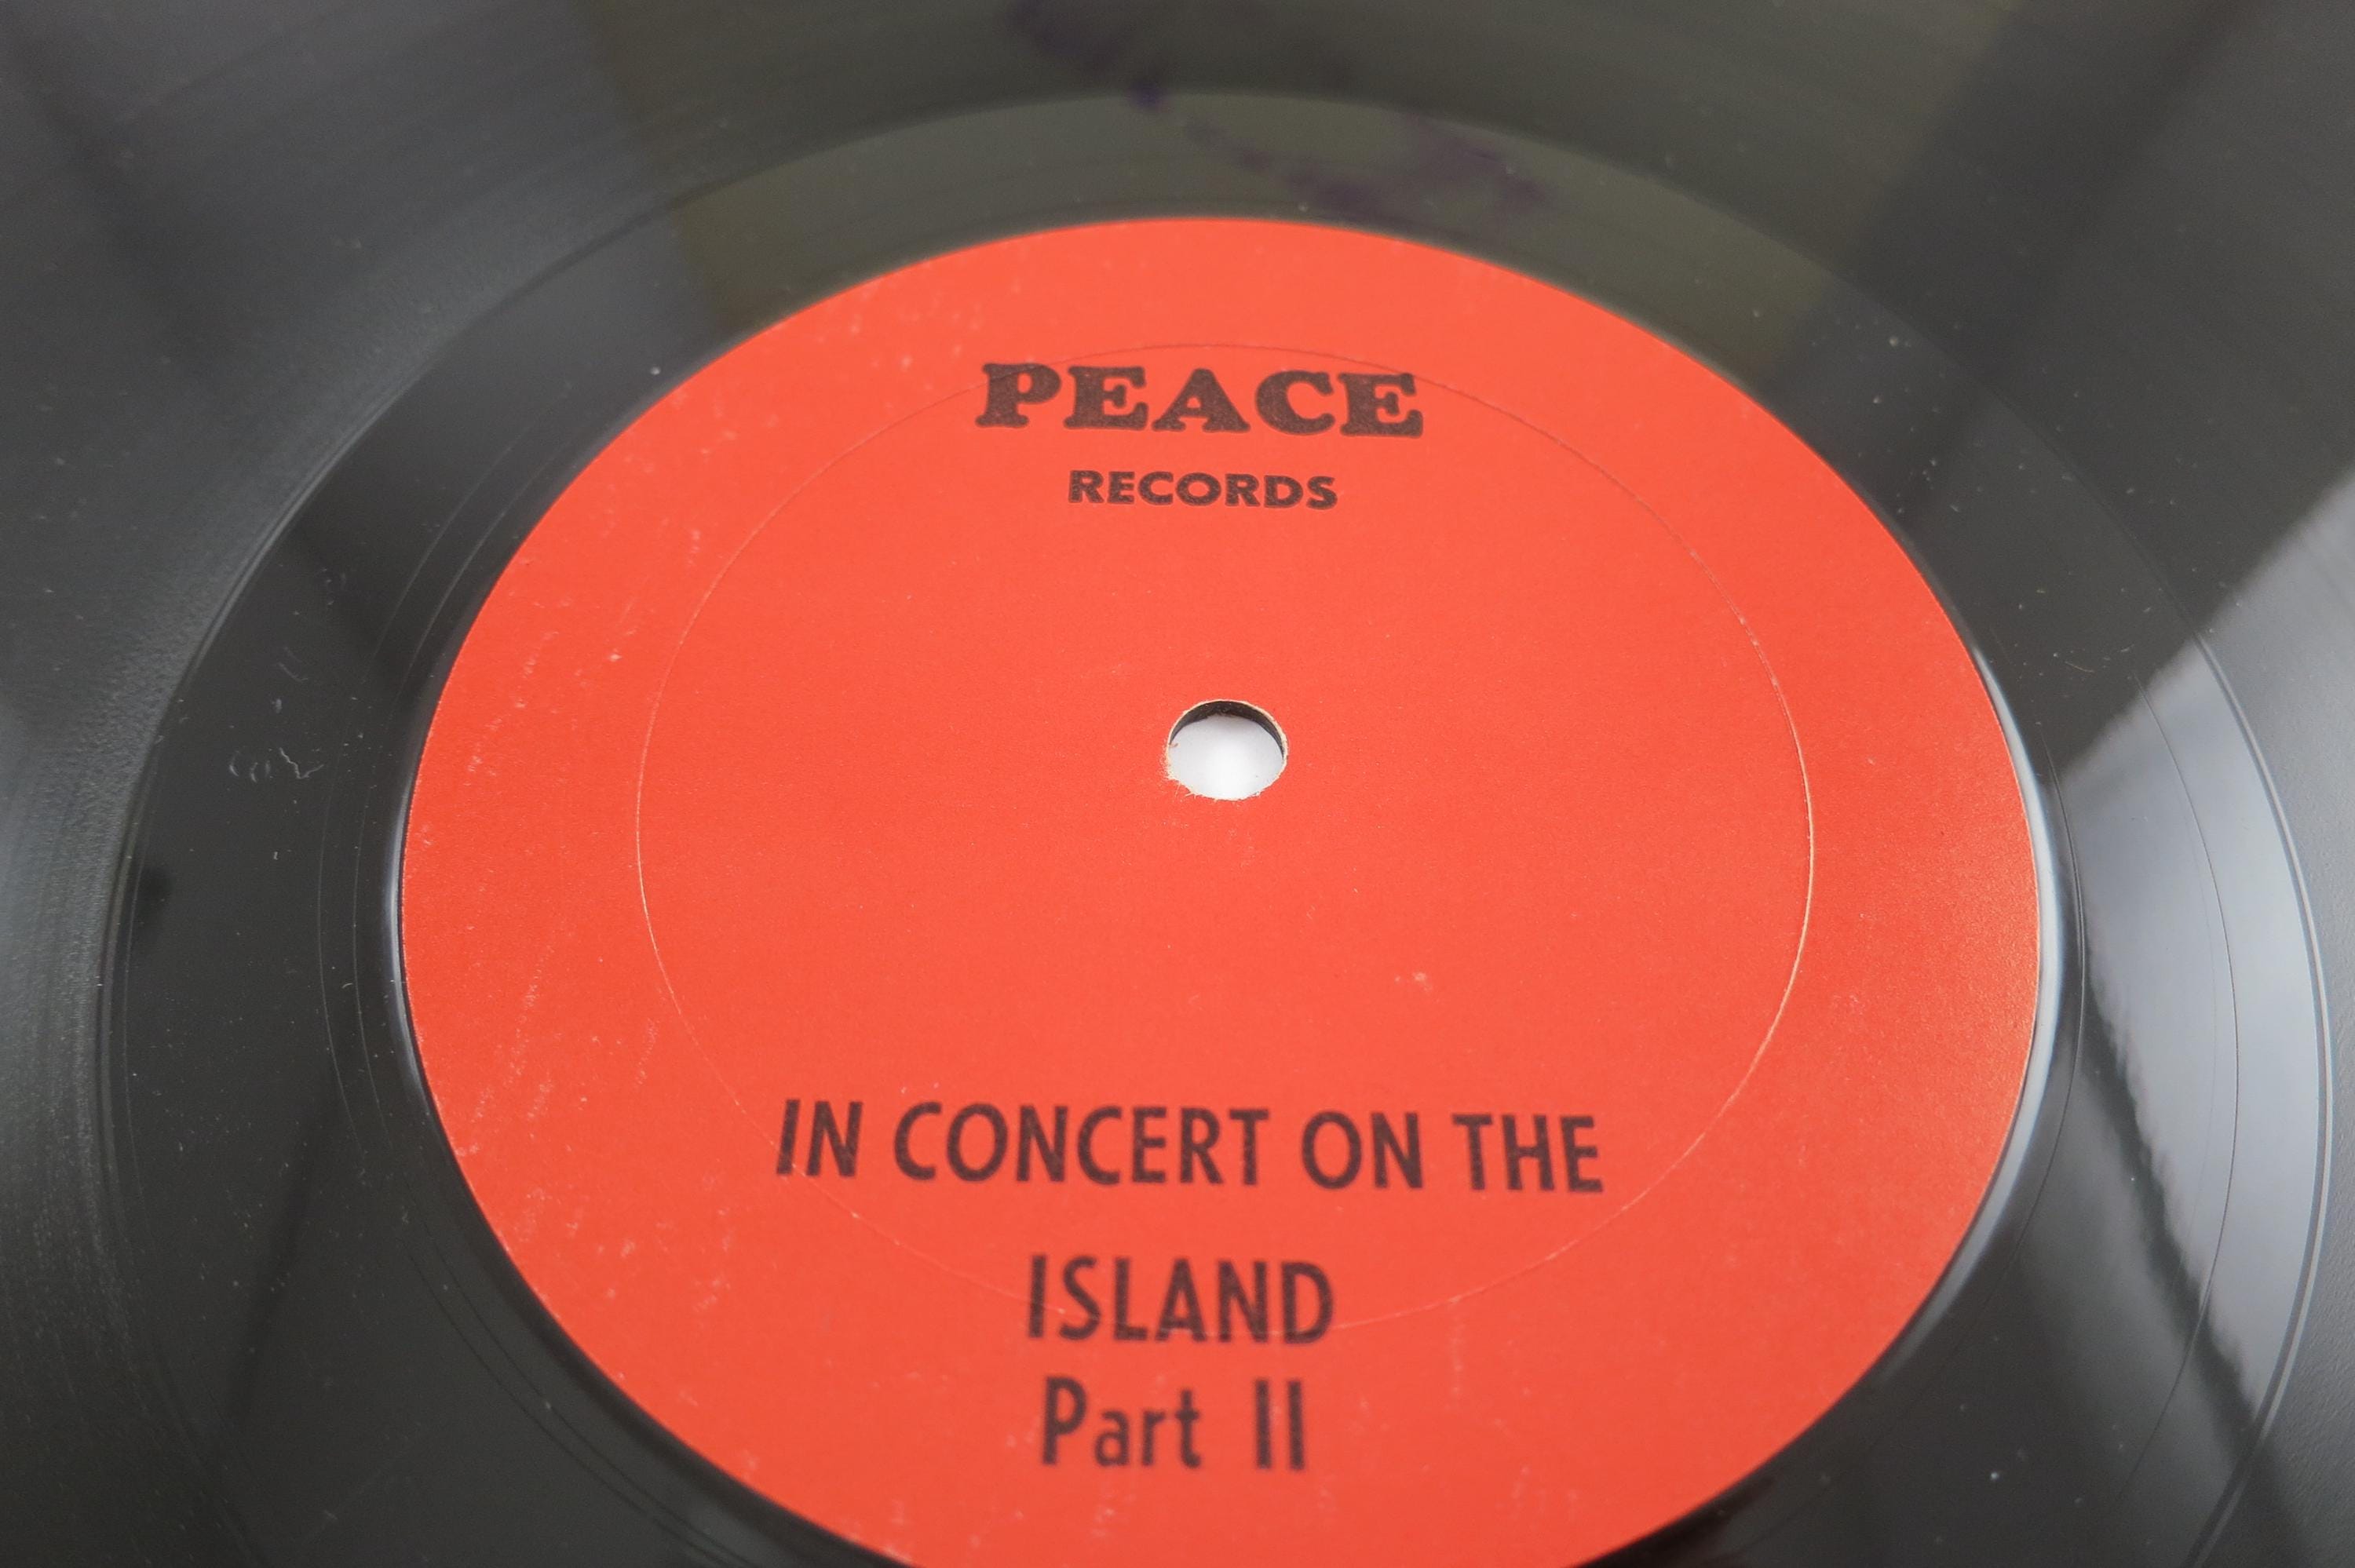 PEACE
RECORDS
IN CONCERT ON THE
ISLAND
Part II